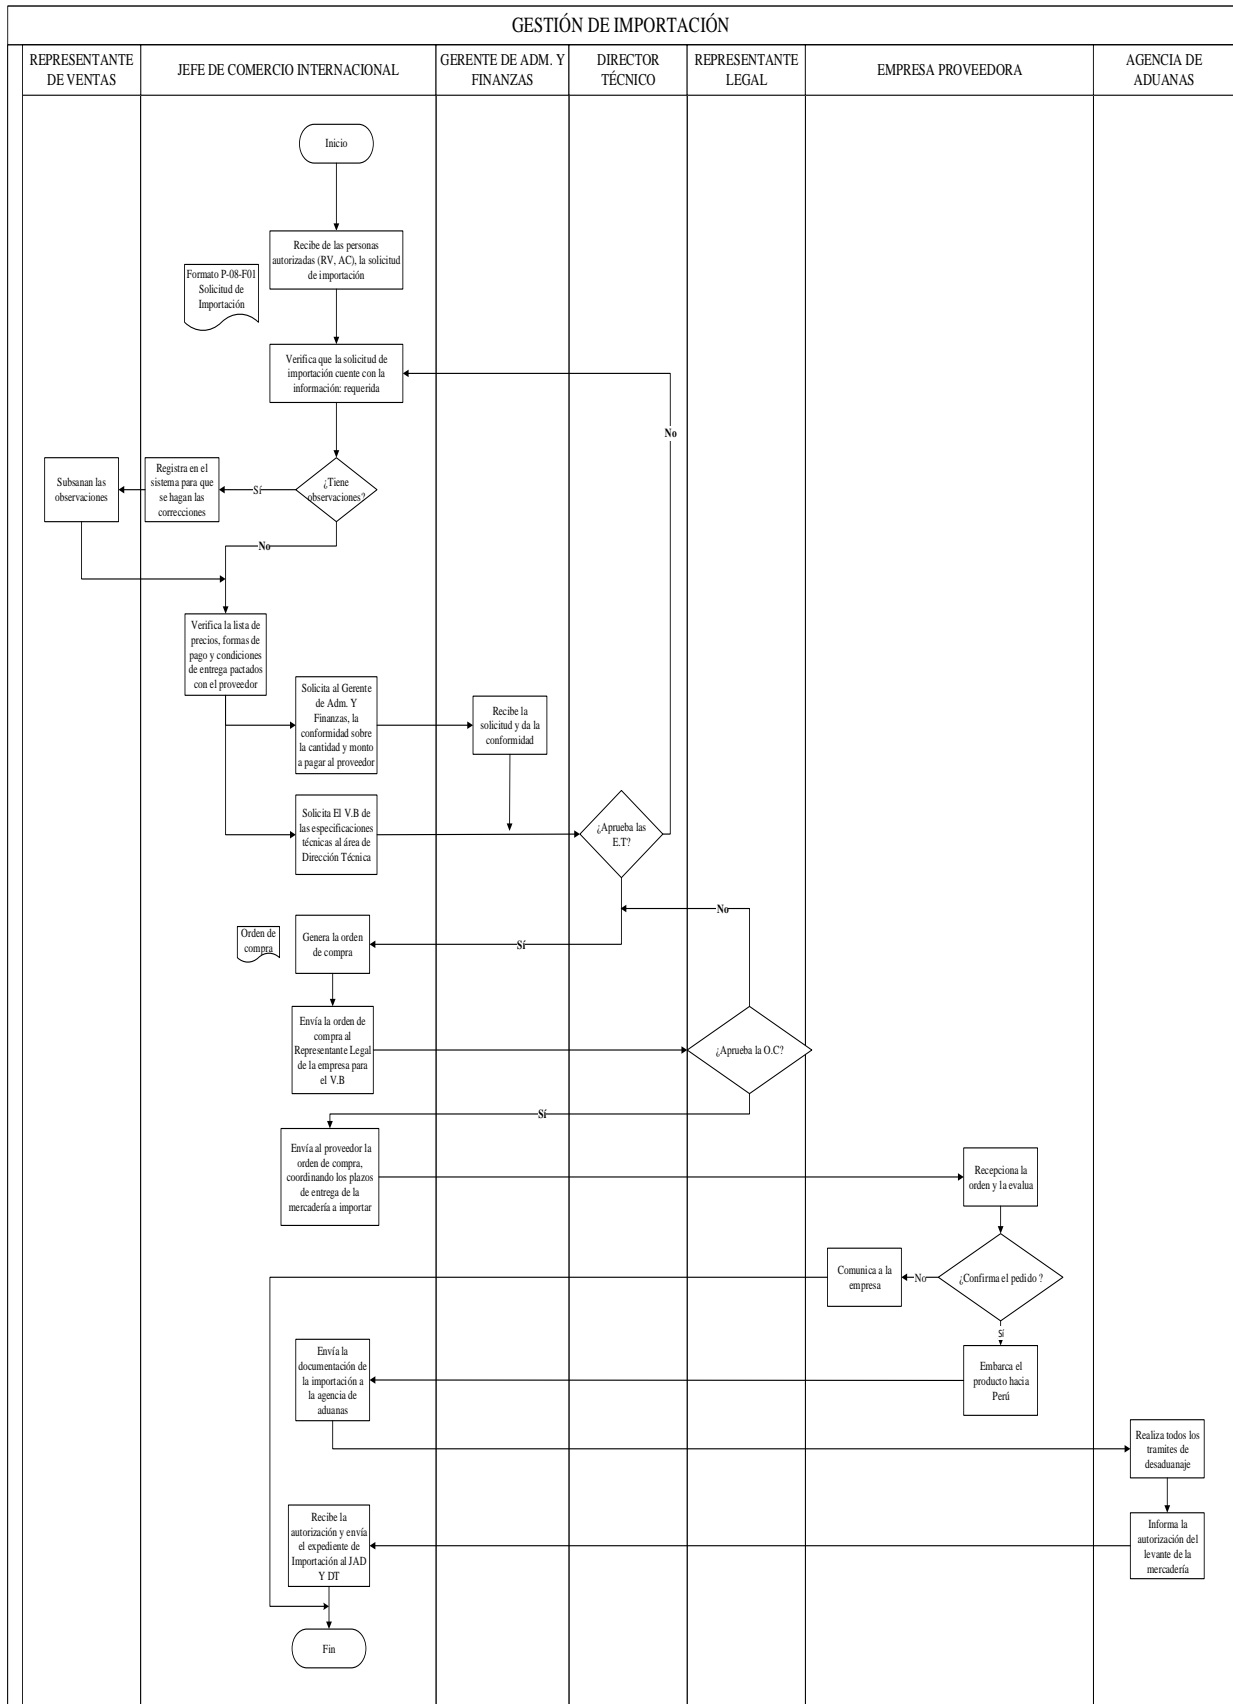 GESTIÓN DE IMPORTACIÓN
REPRESENTANTE
DE VENTAS
JEFE DE COMERCIO INTERNACIONAL
GERENTE DE ADM. Y
FINANZAS
DIRECTOR
TÉCNICO
REPRESENTANTE
LEGAL
EMPRESA PROVEEDORA
AGENCIA DE
ADUANAS
Inicio
Recibe de las personas
autorizadas (RV, AC), la solicitud
de importación
Formato P-08-F01
Solicitud de
Importación
Verifica que la solicitud de
importación cuente con la
información: requerida
No
¿Tiene
observaciones?
Sí
Registra en el
sistema para que
se hagan las
correcciones
Subsanan las
observaciones
No
Verifica la lista de
precios, formas de
pago y condiciones
de entrega pactados
con el proveedor
Solicita al Gerente
de Adm. Y
Finanzas, la
conformidad sobre
la cantidad y monto
a pagar al proveedor
Recibe la
solicitud y da la
conformidad
Solicita El V.B de
las especificaciones
técnicas al área de
Dirección Técnica
¿Aprueba las
E.T?
No
Sí
Orden de
compra
Genera la orden
de compra
Envía la orden de
compra al
Representante Legal
de la empresa para
el V.B
¿Aprueba la O.C?
Sí
Envía al proveedor la
orden de compra,
coordinando los plazos
de entrega de la
mercadería a importar
Recepciona la
orden y la evalua
¿Confirma el pedido ?
No
Comunica a la
empresa
Sí
Embarca el
producto hacia
Perú
Envía la
documentación de
la importación a
la agencia de
aduanas
Realiza todos los
tramites de
desaduanaje
Informa la
autorización del
levante de la
mercadería
Recibe la
autorización y envía
el expediente de
Importación al JAD
Y DT
Fin